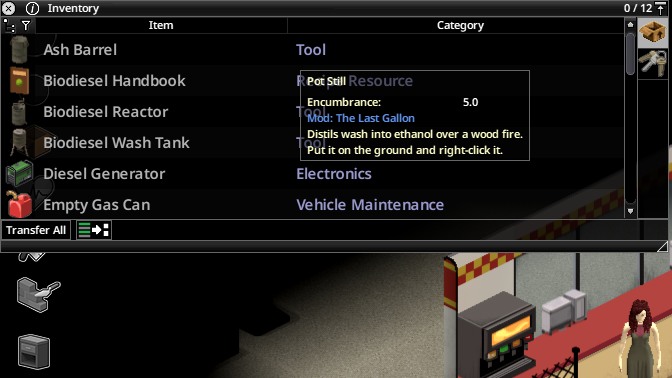 Inventory
0 / 12
Item
Category
Ash Barrel
Tool
Biodiesel Handbook
Resource
Biodiesel Reactor
Tool
Biodiesel Wash Tank
Tool
Diesel Generator
Electronics
Empty Gas Can
Vehicle Maintenance
Pot Still
Encumbrance: 5.0
Mod: The Last Gallon
Distils wash into ethanol over a wood fire.
Put it on the ground and right-click it.
Transfer All